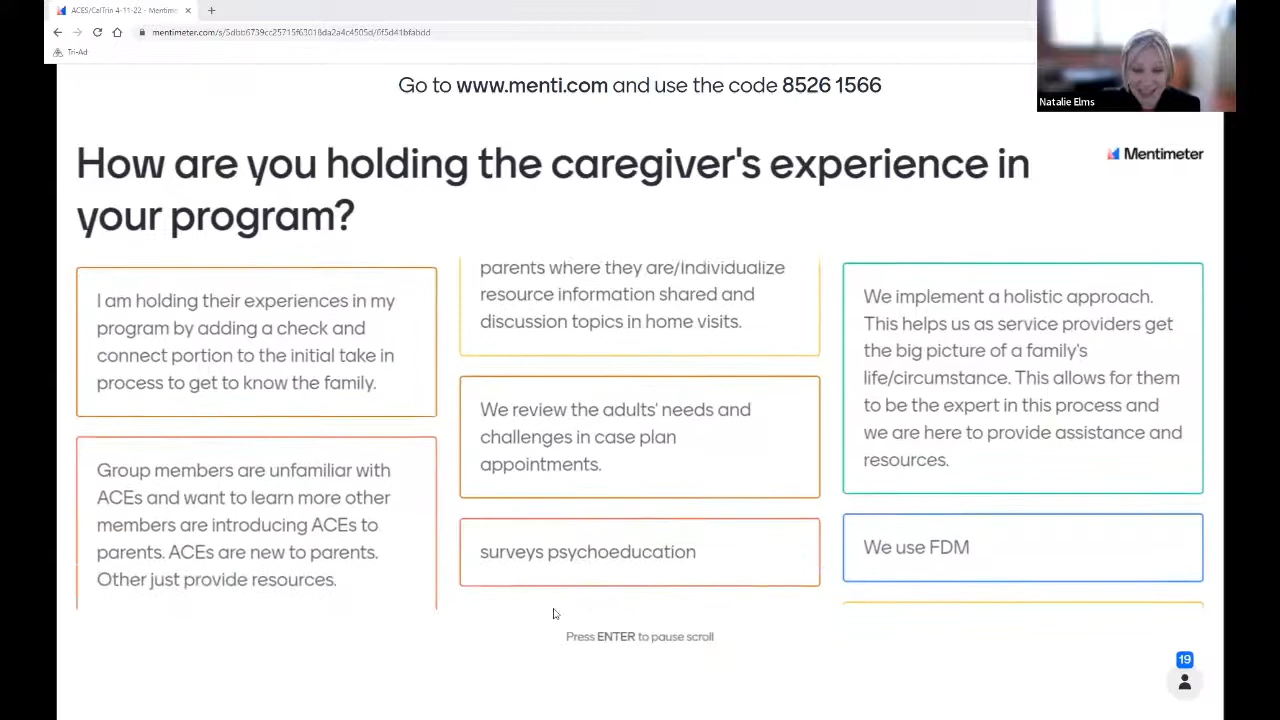 ACES/CalTrin 4-11-22 - Mentime
mentimeter.com/s/5dbb6739cc25715f63018da2a4c4505d/6f5d41bfabdd
Tri-Ad
Natalie Elms
Go to www.menti.com and use the code 8526 1566
How are you holding the caregiver's experience in
your program?
Mentimeter
I am holding their experiences in my
program by adding a check and
connect portion to the initial take in
process to get to know the family.
Group members are unfamiliar with
ACEs and want to learn more other
members are introducing ACEs to
parents. ACEs are new to parents.
Other just provide resources.
parents where they are/Individualize
resource information shared and
discussion topics in home visits.
We review the adults' needs and
challenges in case plan
appointments.
surveys psychoeducation
We implement a holistic approach.
This helps us as service providers get
the big picture of a family's
life/circumstance. This allows for them
to be the expert in this process and
we are here to provide assistance and
resources.
We use FDM
Press ENTER to pause scroll
19